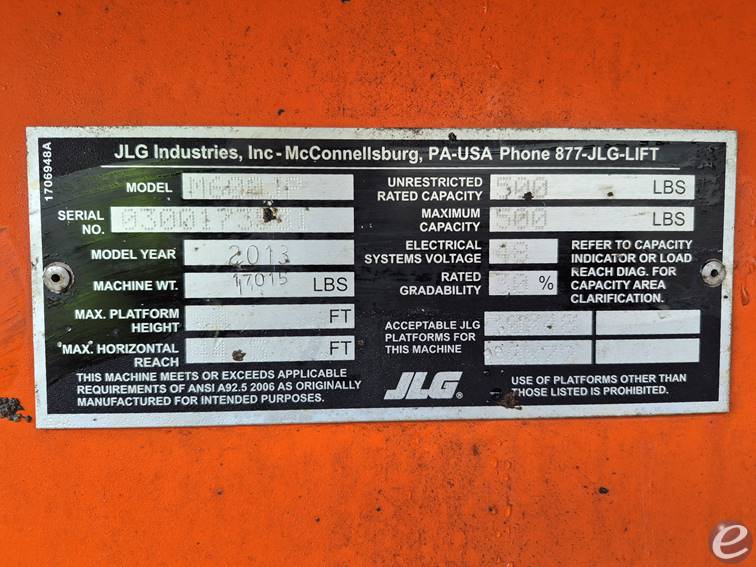 1706948A
JLG Industries, Inc - McConnellsburg, PA-USA Phone 877-JLG-LIFT
MODEL
SERIAL NO.
MODEL YEAR 2013
MACHINE WT. 17015 LBS
MAX. PLATFORM HEIGHT FT
MAX. HORIZONTAL REACH FT
THIS MACHINE MEETS OR EXCEEDS APPLICABLE
REQUIREMENTS OF ANSI A92.5 2006 AS ORIGINALLY
MANUFACTURED FOR INTENDED PURPOSES.
UNRESTRICTED
RATED CAPACITY 500 LBS
MAXIMUM
CAPACITY 500 LBS
ELECTRICAL
SYSTEMS VOLTAGE 48
RATED
GRADABILITY %
REFER TO CAPACITY
INDICATOR OR LOAD
REACH DIAG. FOR
CAPACITY AREA
CLARIFICATION.
ACCEPTABLE JLG
PLATFORMS FOR
THIS MACHINE
JLG®
USE OF PLATFORMS OTHER THAN
THOSE LISTED IS PROHIBITED.
e